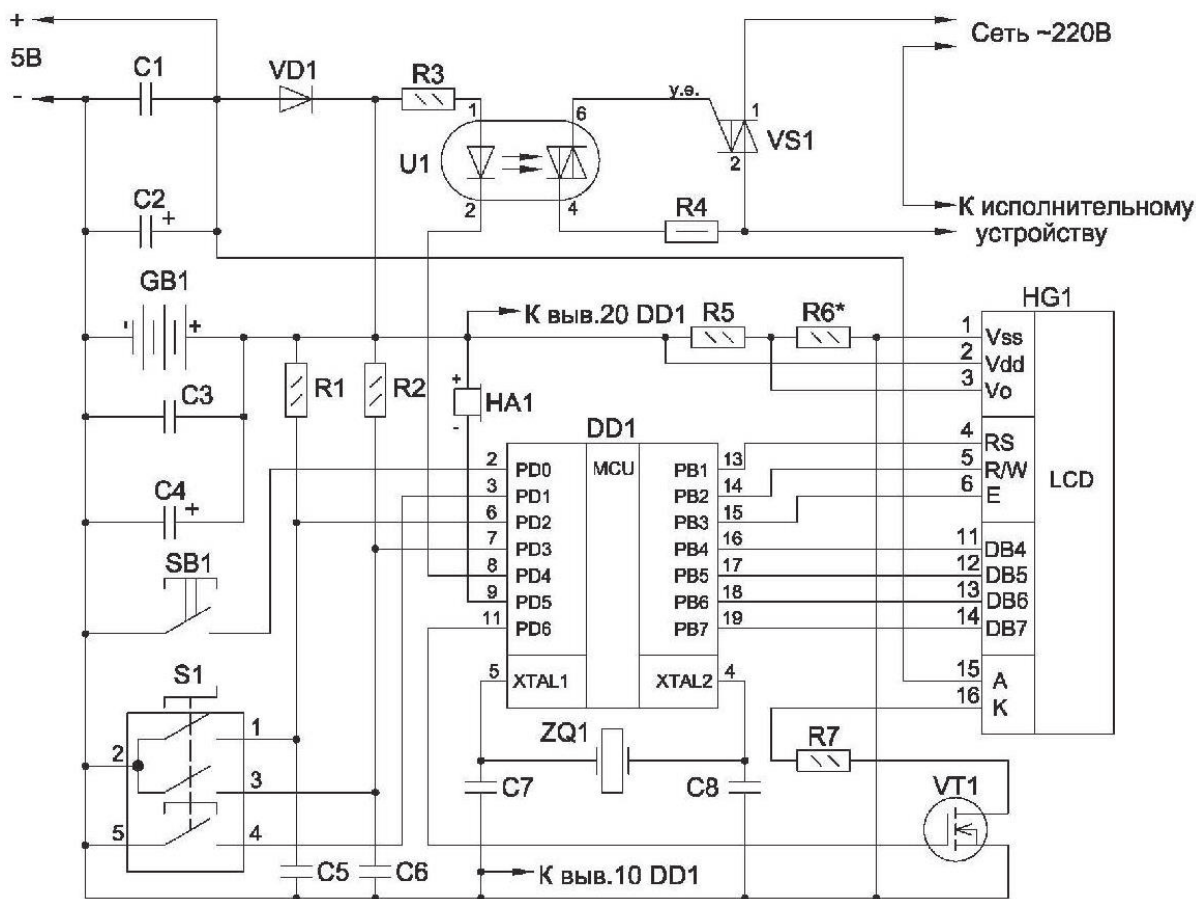 +
5В
-
C1
VD1
R3
1
6
у.э.
1
VS1
2
Сеть ~220В
U1
2
4
C2
+
R4
К исполнительному
устройству
GB1
-
+
К выв.20 DD1
R5
R6*
HG1
1 Vss
2 Vdd
3 Vo
R1
R2
+
HA1
-
C3
DD1
MCU
LCD
2 PD0
3 PD1
6 PD2
7 PD3
8 PD4
9 PD5
11 PD6
PB1 13
PB2 14
PB3 15
PB4 16
PB5 17
PB6 18
PB7 19
4 RS
5 R/W
6 E
11 DB4
12 DB5
13 DB6
14 DB7
15 A
16 K
C4
+
SB1
5 XTAL1
XTAL2 4
S1
1
2
3
5
4
ZQ1
C7
C8
R7
VT1
C5
C6
К выв.10 DD1